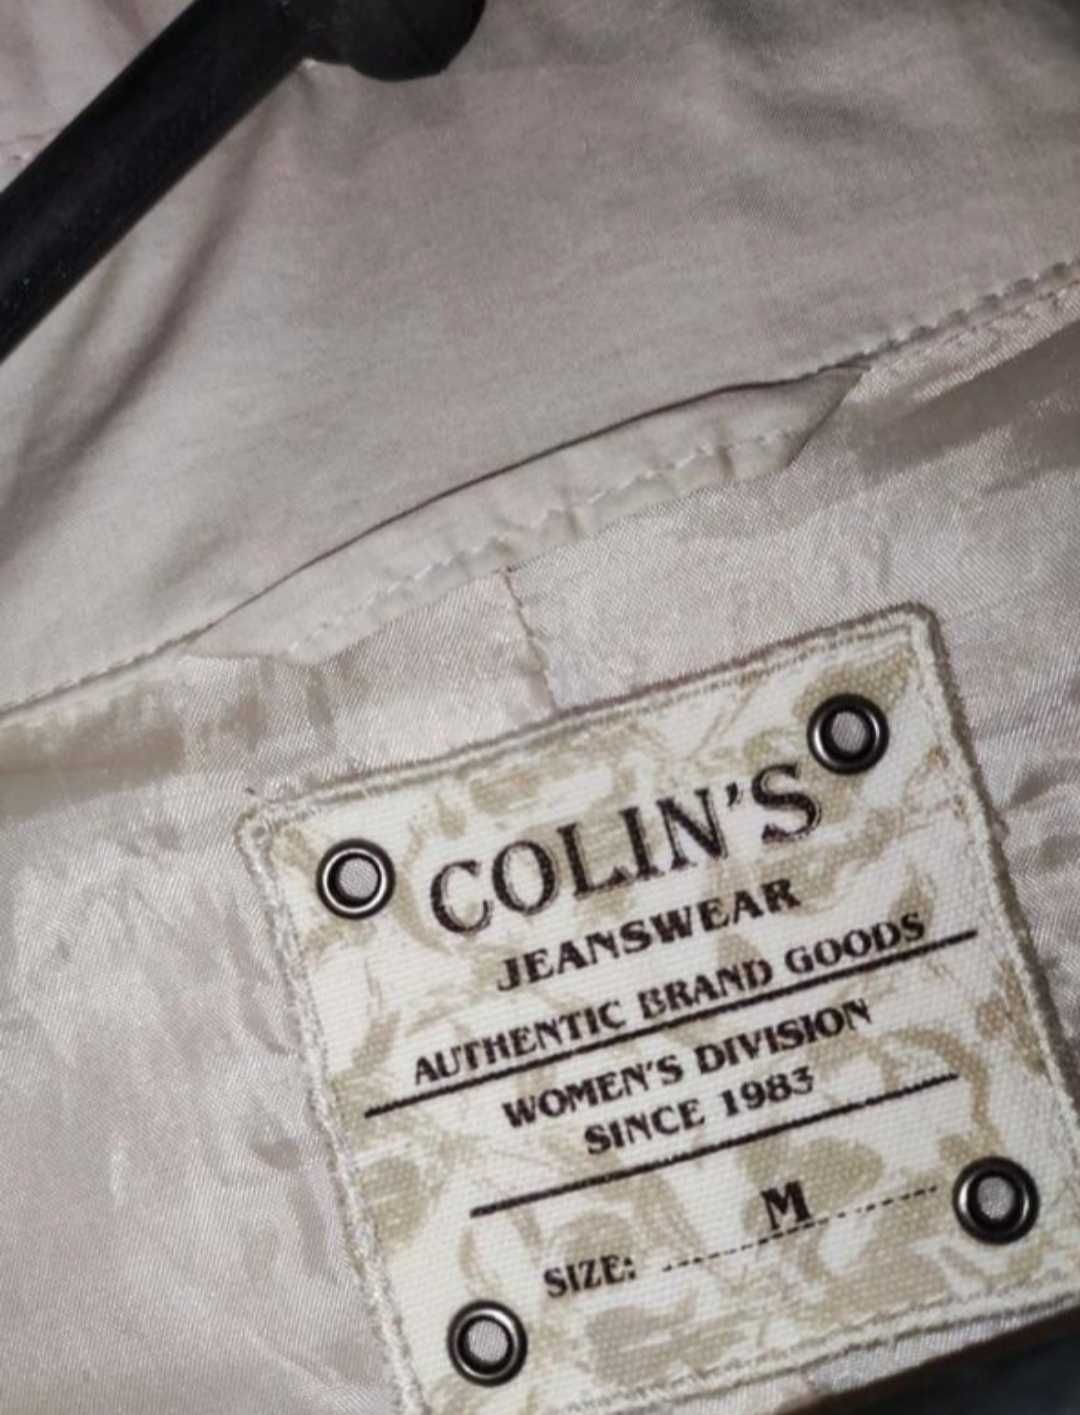 COLIN'S
JEANSWEAR
AUTHENTIC BRAND GOODS
WOMEN'S DIVISION
SINCE 1983
M
SIZE: